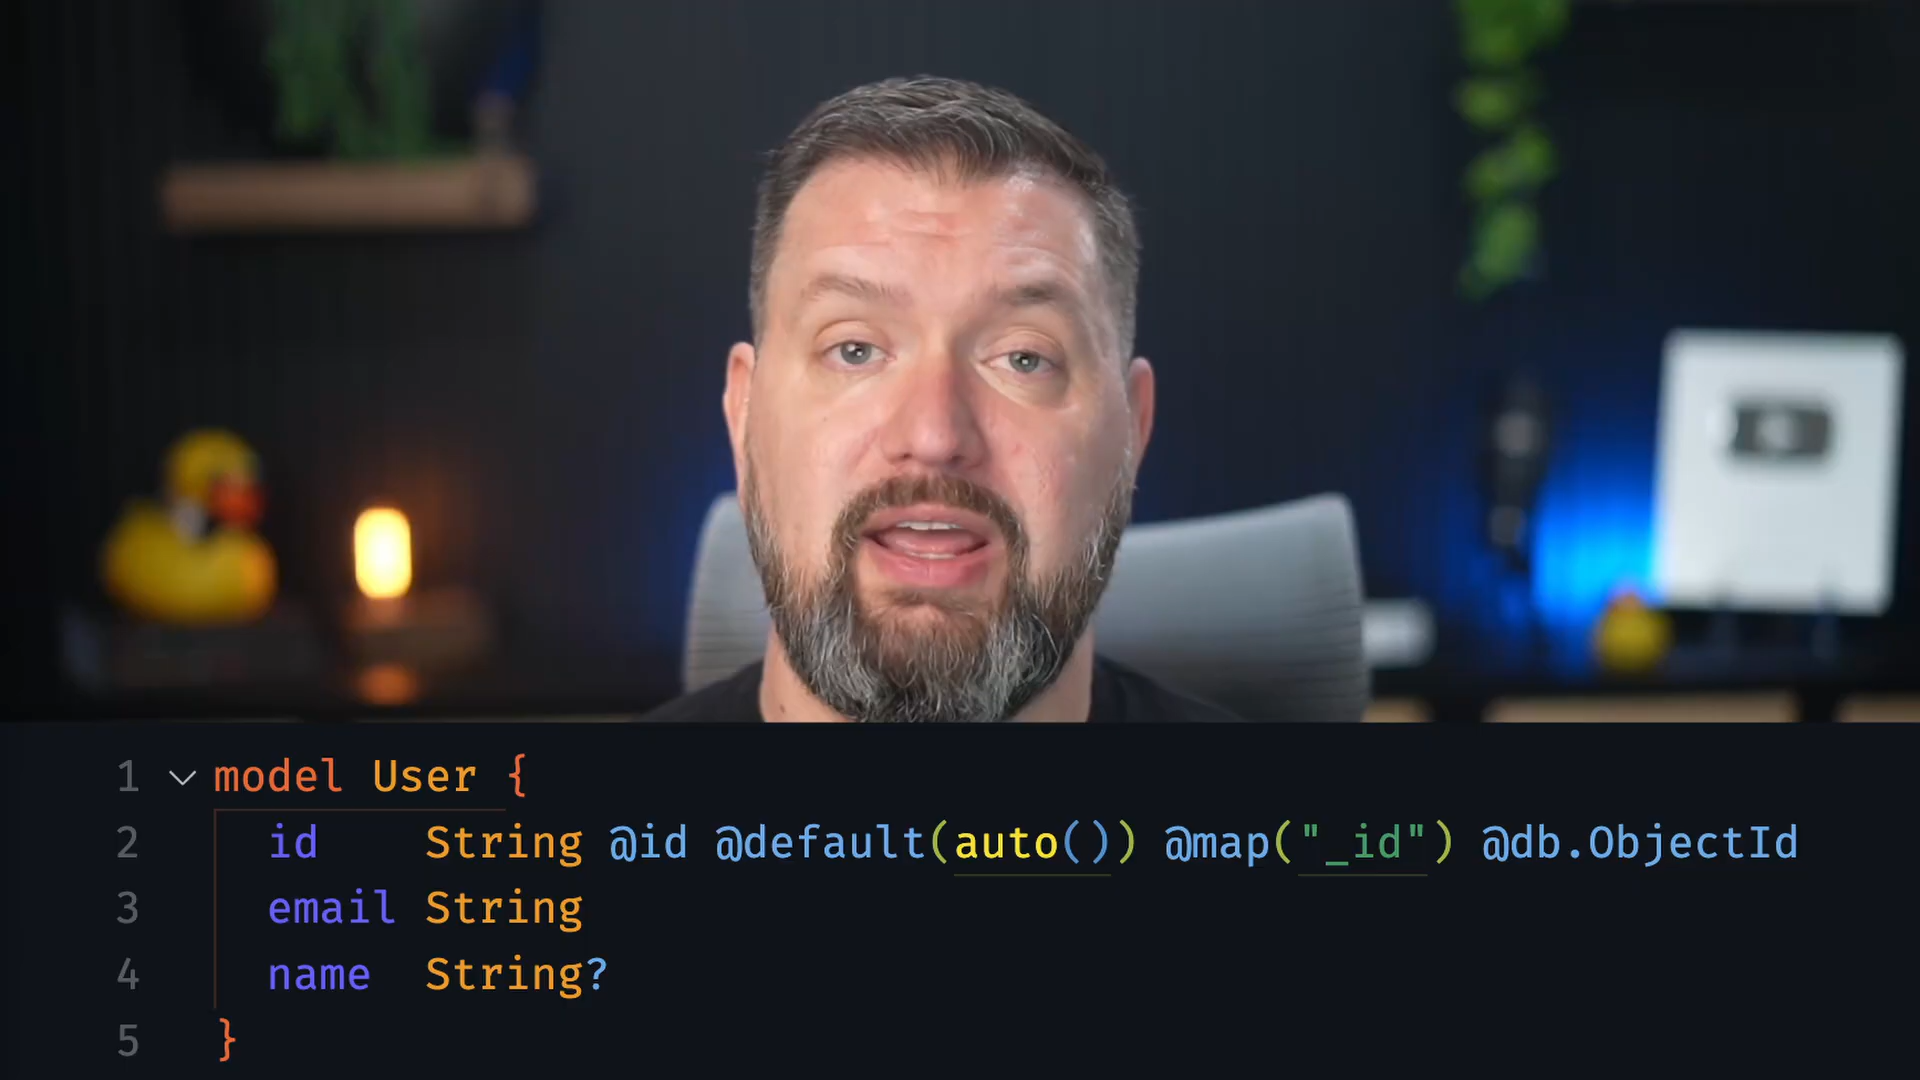 1 model User {
2 id String @id @default(auto()) @map("_id") @db.ObjectId
3 email String
4 name String?
5 }